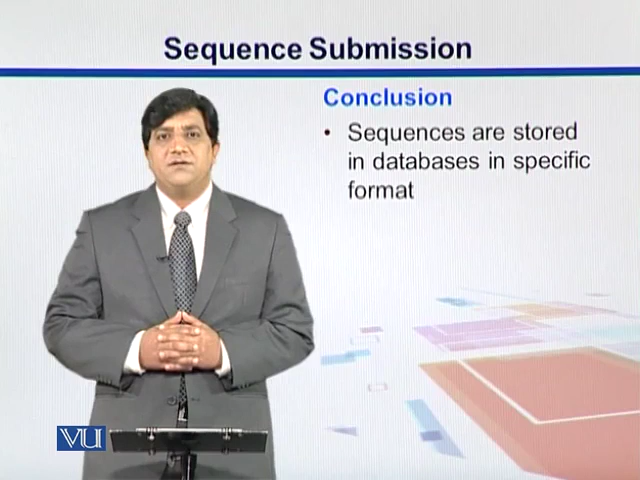 Sequence Submission
Conclusion
• Sequences are stored
in databases in specific
format
VU